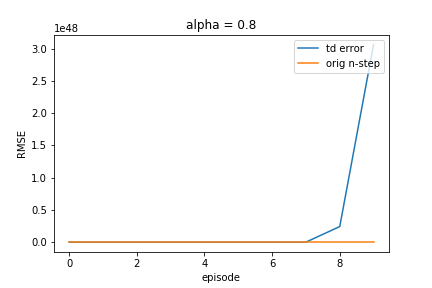 alpha = 0.8
1e48
td error
orig n-step
3.0
2.5
2.0
1.5
1.0
0.5
0.0
RMSE
0
2
4
6
8
episode